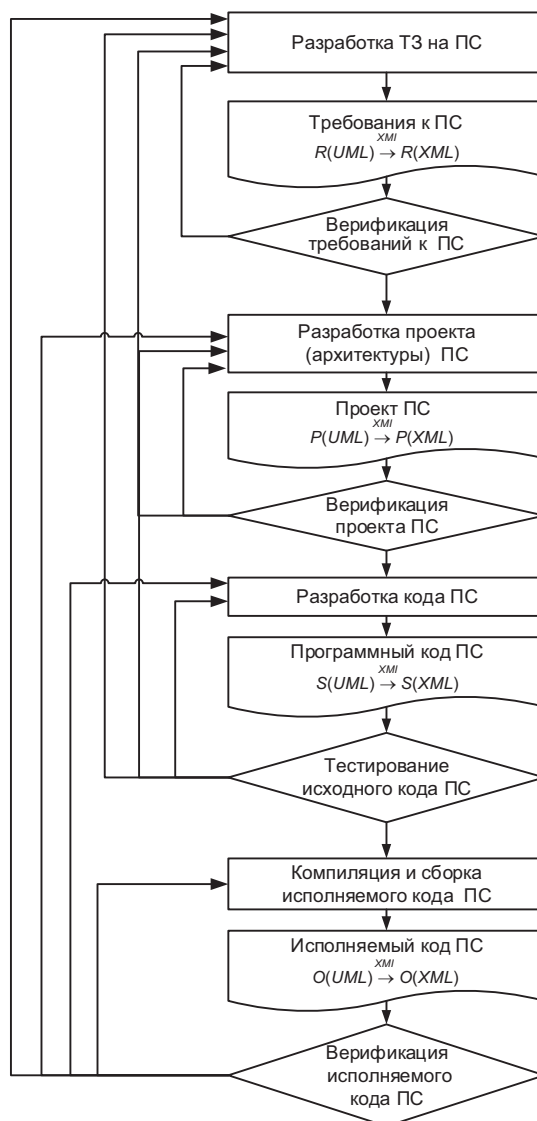 Разработка ТЗ на ПС
Требования к ПС
XMI
R(UML) → R(XML)
Верификация
требований к ПС
Разработка проекта
(архитектуры) ПС
Проект ПС
XMI
P(UML) → P(XML)
Верификация
проекта ПС
Разработка кода ПС
Программный код ПС
XMI
S(UML) → S(XML)
Тестирование
исходного кода ПС
Компиляция и сборка
исполняемого кода ПС
Исполняемый код ПС
XMI
O(UML) → O(XML)
Верификация
исполняемого
кода ПС